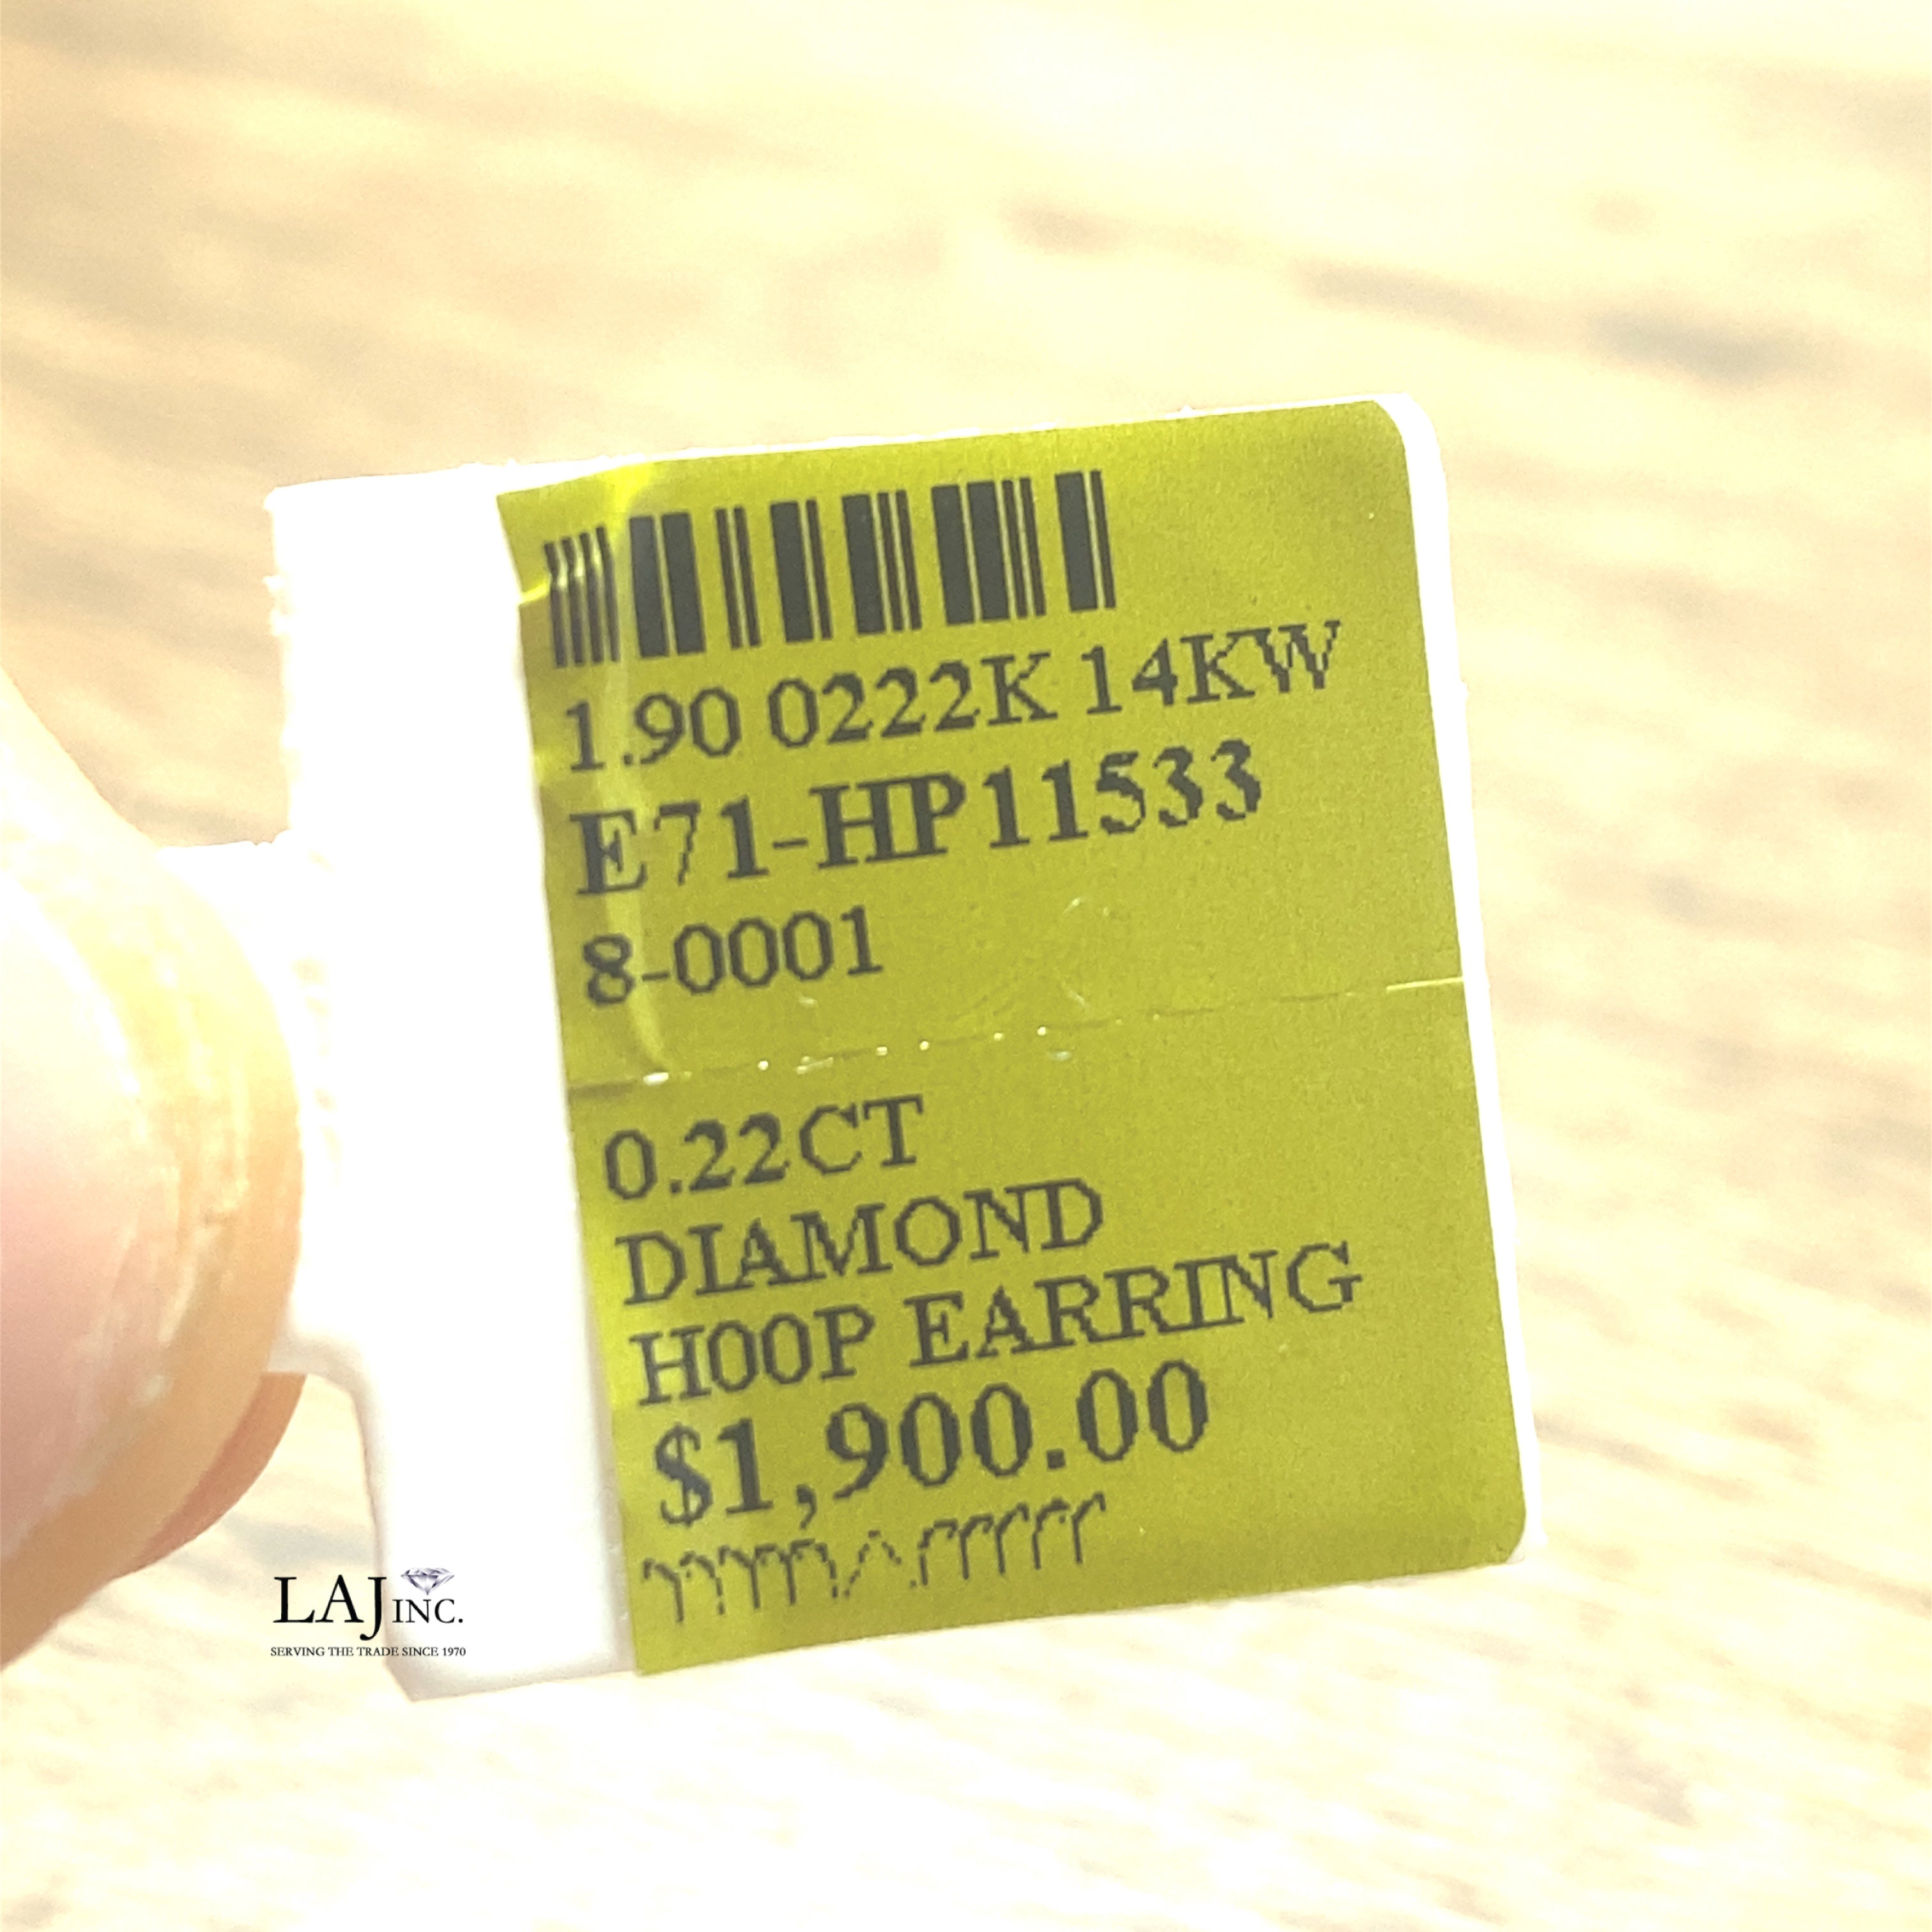 1.90 0222K 14KW
E71-HP11533
8-0001
0.22CT
DIAMOND
HOOP EARRING
$1,900.00
LAJ INC.
SERVING THE TRADE SINCE 1970